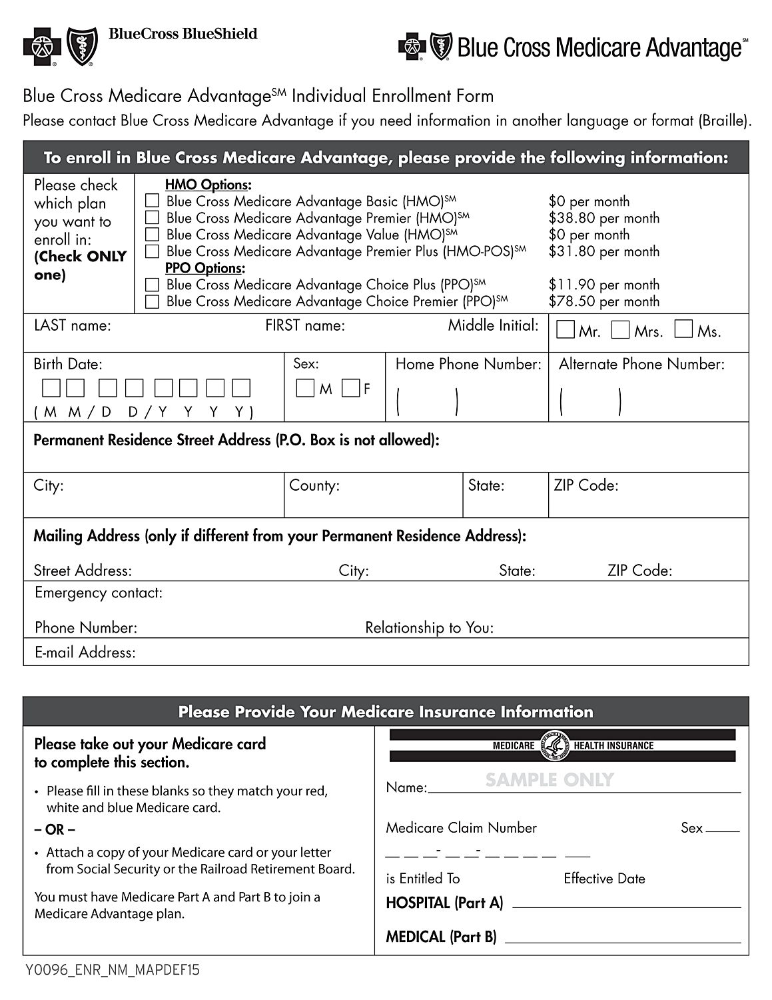 BlueCross BlueShield
Blue Cross Medicare Advantage℠
Blue Cross Medicare Advantage℠ Individual Enrollment Form
Please contact Blue Cross Medicare Advantage if you need information in another language or format (Braille).
To enroll in Blue Cross Medicare Advantage, please provide the following information:
Please check
which plan
you want to
enroll in:
(Check ONLY
one)
HMO Options:
Blue Cross Medicare Advantage Basic (HMO)℠ $0 per month
Blue Cross Medicare Advantage Premier (HMO)℠ $38.80 per month
Blue Cross Medicare Advantage Value (HMO)℠ $0 per month
Blue Cross Medicare Advantage Premier Plus (HMO-POS)℠ $31.80 per month
PPO Options:
Blue Cross Medicare Advantage Choice Plus (PPO)℠ $11.90 per month
Blue Cross Medicare Advantage Choice Premier (PPO)℠ $78.50 per month
LAST name: FIRST name: Middle Initial: Mr. Mrs. Ms.
Birth Date: Sex: Home Phone Number: Alternate Phone Number:
M F ( ) ( )
( M M / D D / Y Y Y Y )
Permanent Residence Street Address (P.O. Box is not allowed):
City: County: State: ZIP Code:
Mailing Address (only if different from your Permanent Residence Address):
Street Address: City: State: ZIP Code:
Emergency contact:
Phone Number: Relationship to You:
E-mail Address:
Please Provide Your Medicare Insurance Information
Please take out your Medicare card
to complete this section.
• Please fill in these blanks so they match your red,
white and blue Medicare card.
– OR –
• Attach a copy of your Medicare card or your letter
from Social Security or the Railroad Retirement Board.
You must have Medicare Part A and Part B to join a
Medicare Advantage plan.
MEDICARE HEALTH INSURANCE
SAMPLE ONLY
Name:
Medicare Claim Number Sex
__ __ __- __ __- __ __ __ __ ___
is Entitled To Effective Date
HOSPITAL (Part A)
MEDICAL (Part B)
Y0096_ENR_NM_MAPDEF15